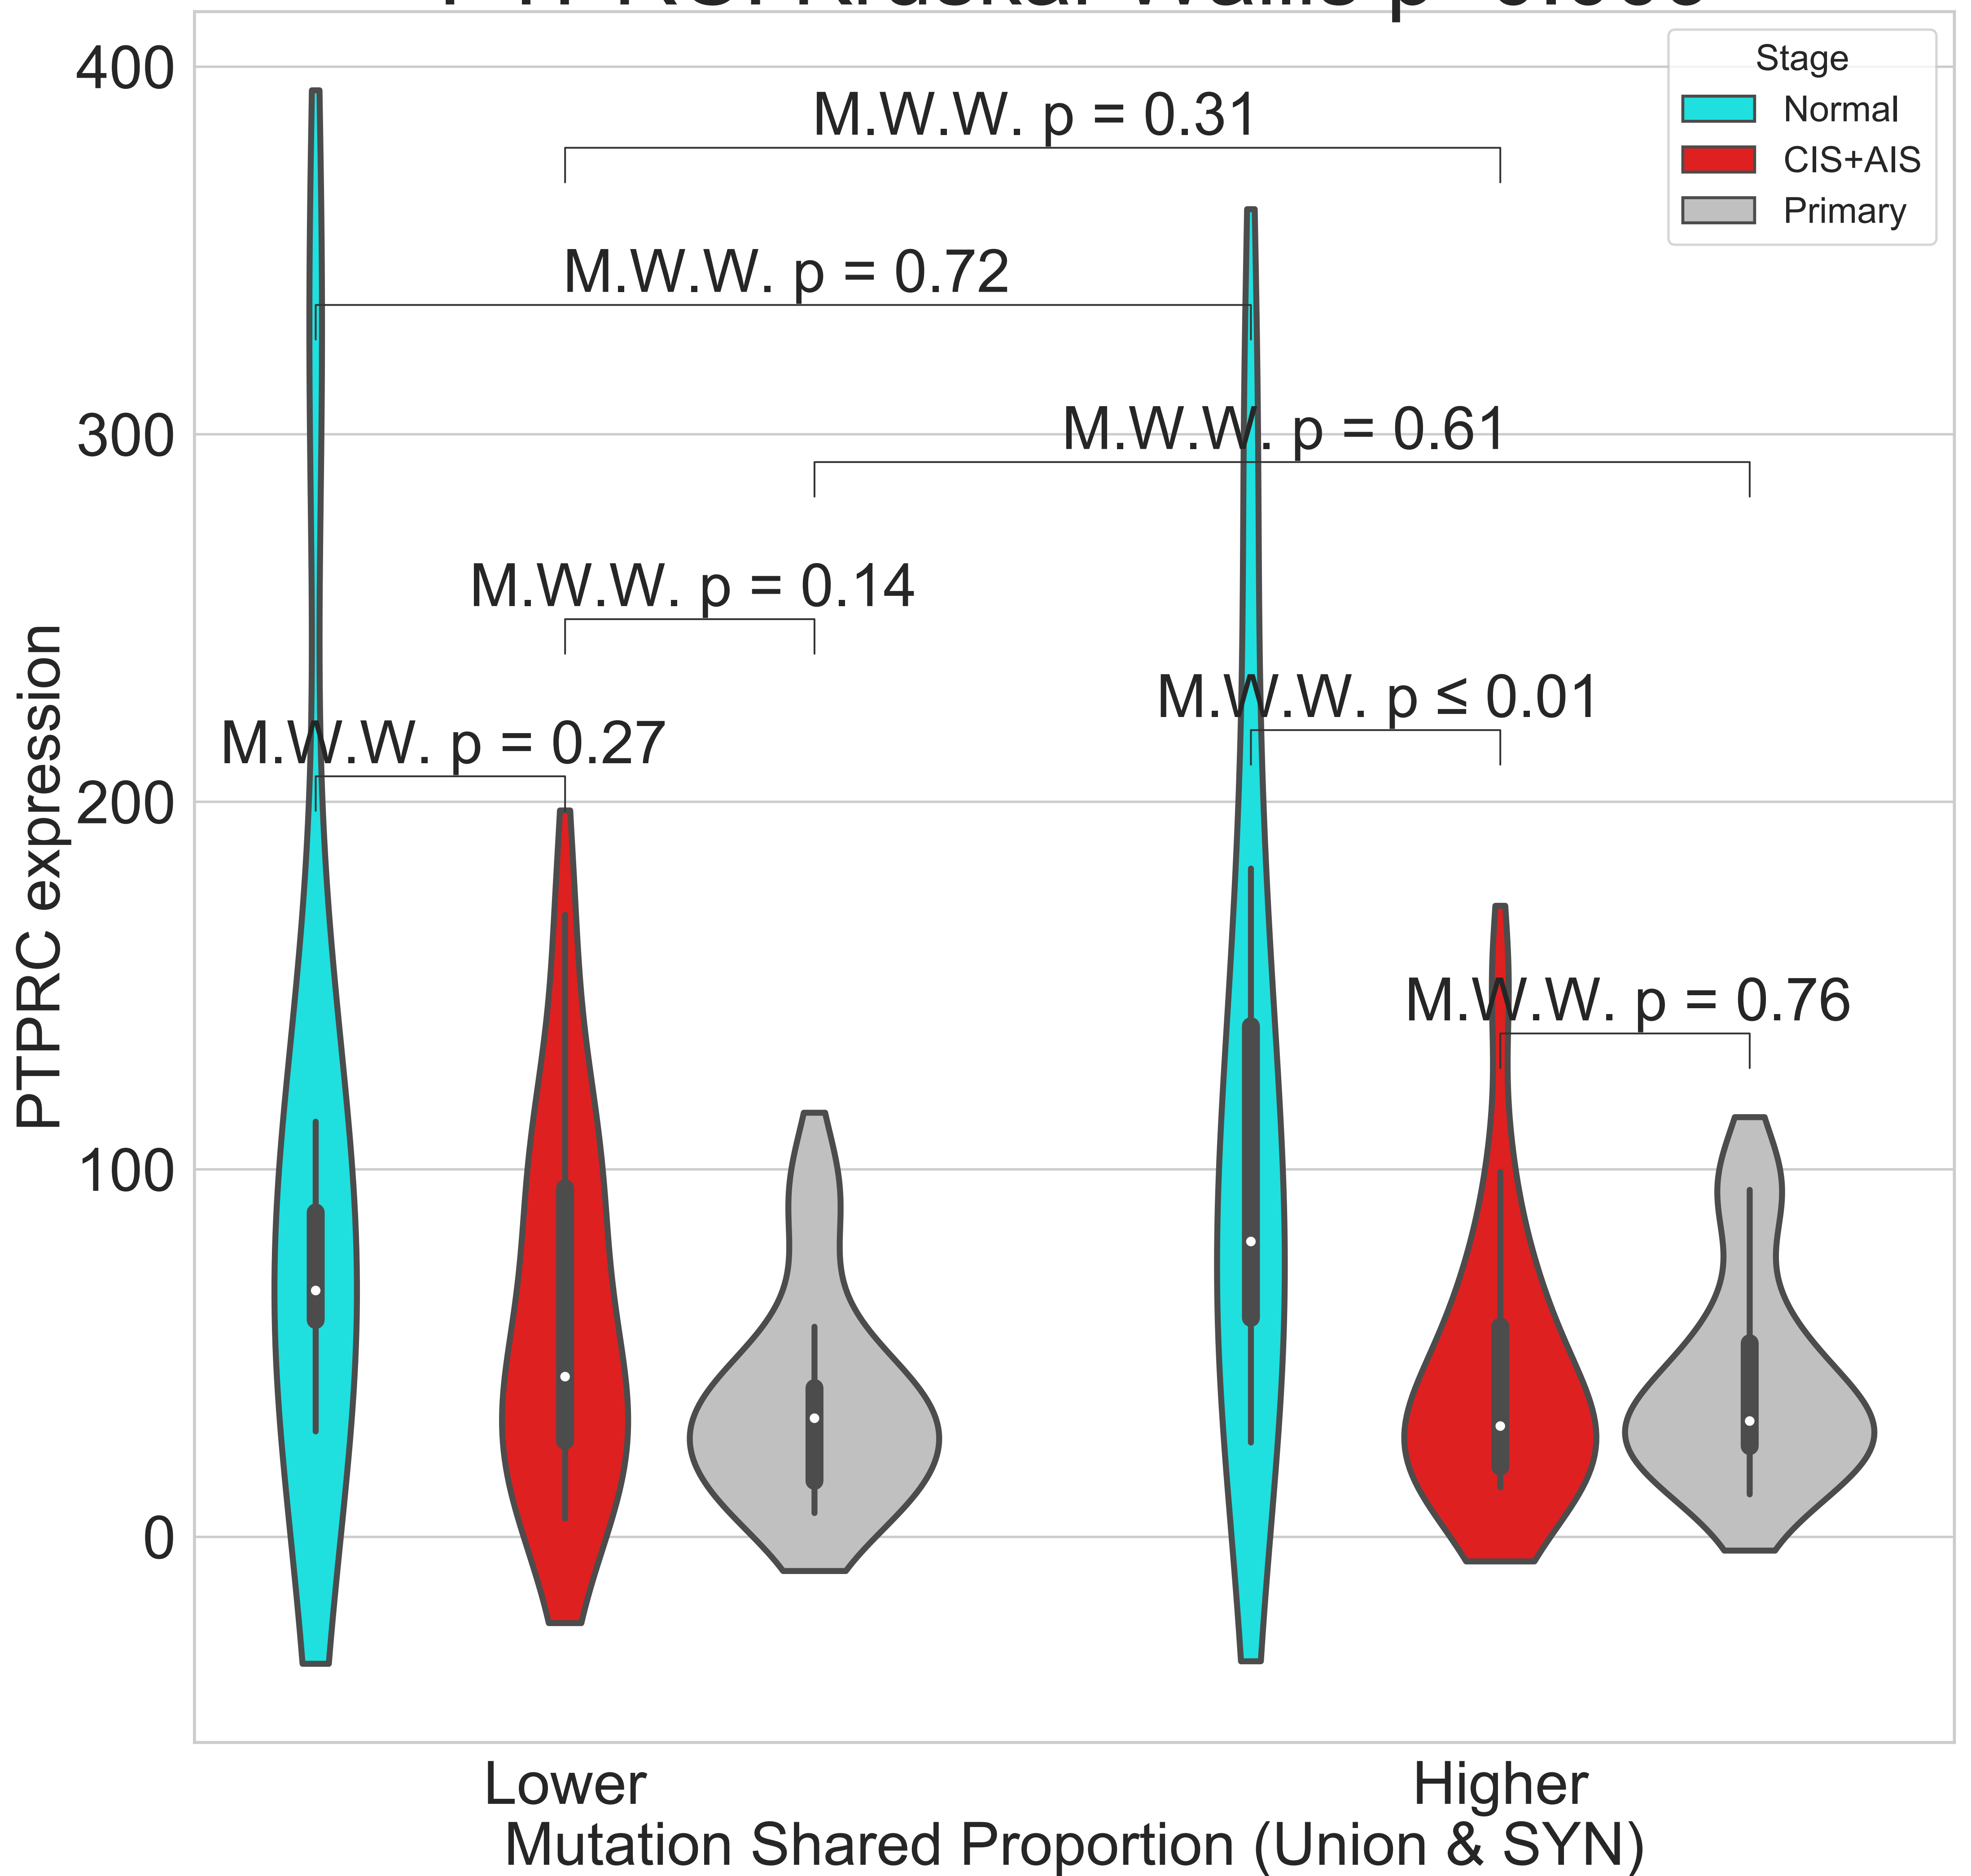 400
300
200
100
0
PTPRC expression
Stage
Normal
CIS+AIS
Primary
M.W.W. p = 0.31
M.W.W. p = 0.72
M.W.W. p = 0.61
M.W.W. p = 0.14
M.W.W. p ≤ 0.01
M.W.W. p = 0.27
M.W.W. p = 0.76
Lower
Higher
Mutation Shared Proportion (Union & SYN)